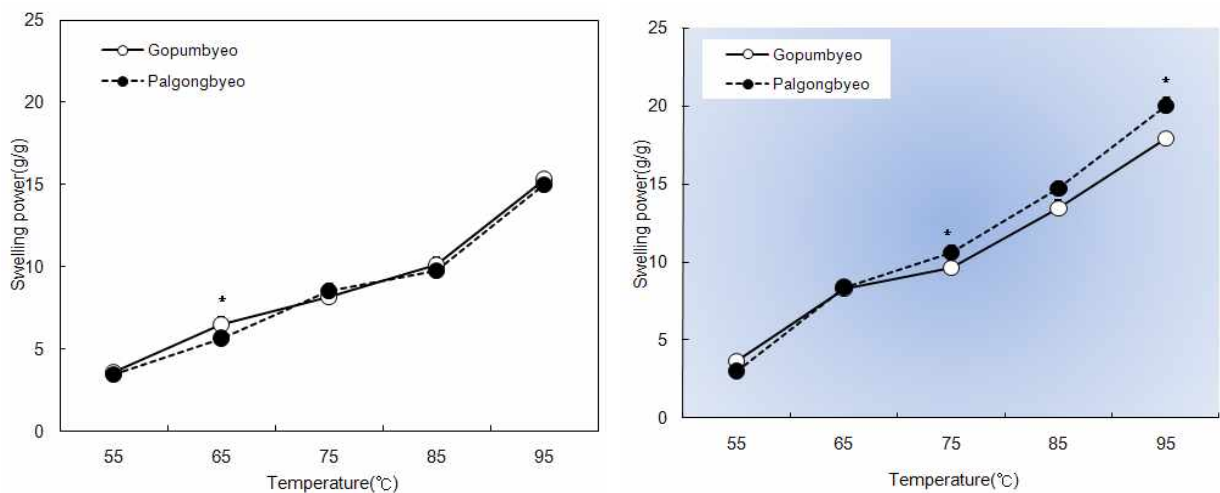 25
20
15
10
5
0
Swelling power(g/g)
Gopumbyeo
Palgongbyeo
*
55 65 75 85 95
Temperature(℃)
25
20
15
10
5
0
Swelling power(g/g)
Gopumbyeo
Palgongbyeo
*
*
55 65 75 85 95
Temperature(℃)